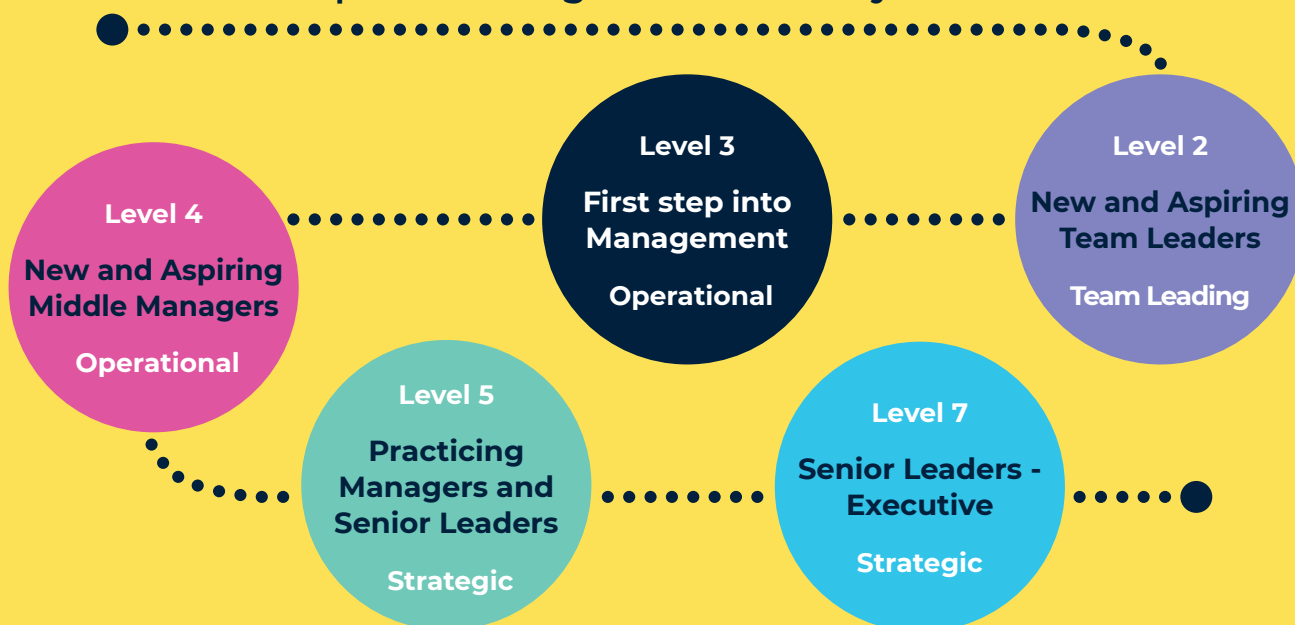 Level 2
New and Aspiring
Team Leaders
Team Leading
Level 3
First step into
Management
Operational
Level 4
New and Aspiring
Middle Managers
Operational
Level 5
Practicing
Managers and
Senior Leaders
Strategic
Level 7
Senior Leaders -
Executive
Strategic